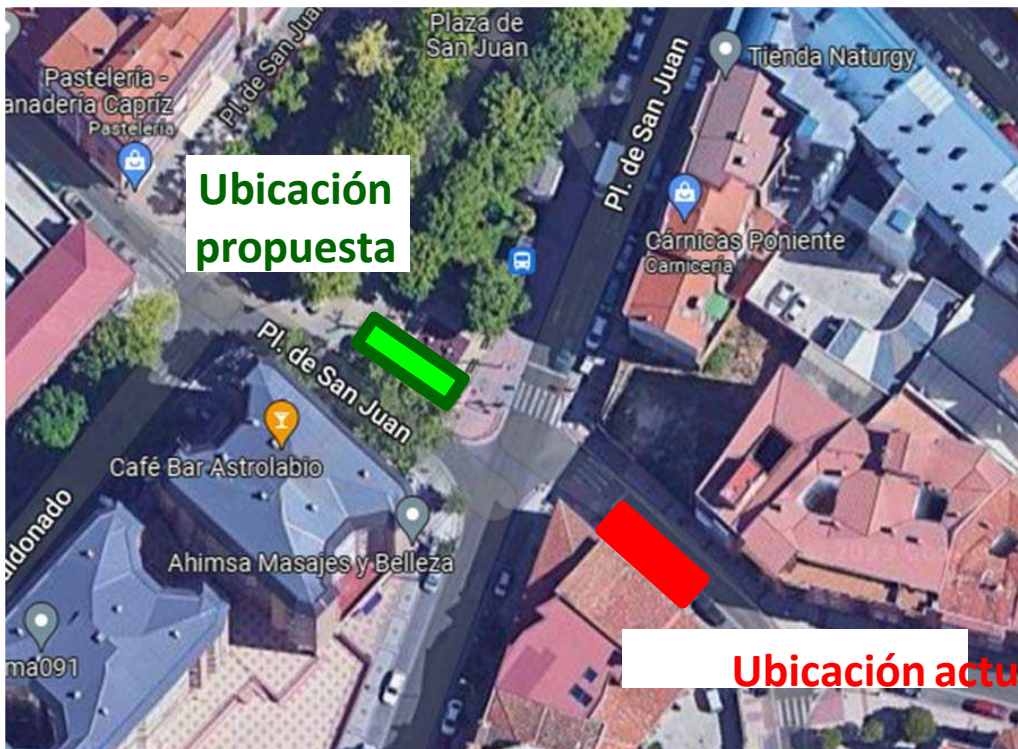 Plaza de
San Juan
Pl. de San Juan
Tienda Naturgy
Pastelería -
anadería Capríz
Pastelería
Pl. de San Juan
Ubicación
propuesta
Cárnicas Poniente
Carnicería
Pl. de San Juan
Café Bar Astrolabio
aldonado
Ahimsa Masajes y Belleza
ma091
Ubicación actu